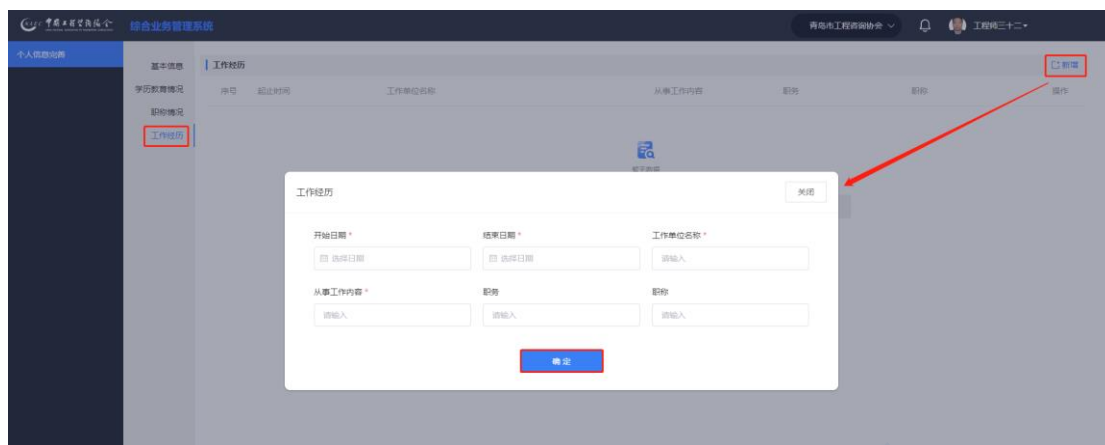 综合业务管理系统
青岛市工程咨询协会
工程师三十二
个人信息完善
基本信息
学历教育情况
职称情况
工作经历
工作经历
新增
序号 起止时间 工作单位名称 从事工作内容 职务 职称 操作
暂无数据
工作经历
关闭
开始日期 * 结束日期 * 工作单位名称 *
选择日期 选择日期 请输入
从事工作内容 * 职务 职称
请输入 请输入 请输入
确定